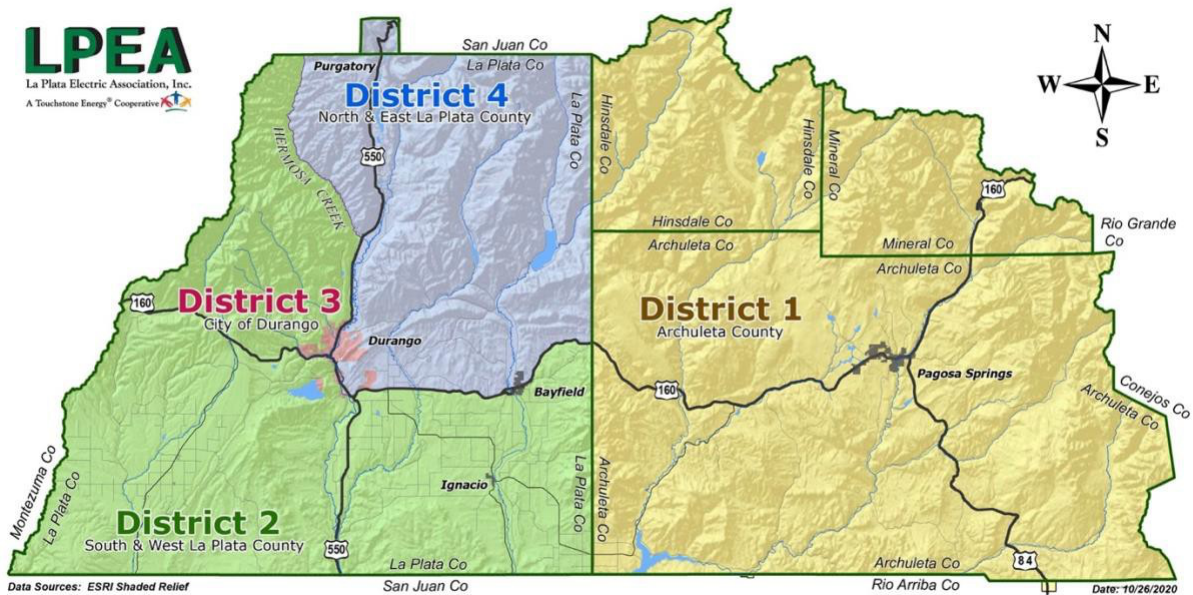 LPEA
La Plata Electric Association, Inc.
A Touchstone Energy® Cooperative
San Juan Co
La Plata Co
Purgatory
District 4
North & East La Plata County
550
HERMOSA CREEK
La Plata Co
Hinsdale Co
Hinsdale Co
Mineral Co
N
W
E
S
160
Rio Grande
Co
Hinsdale Co
Archuleta Co
Mineral Co
Archuleta Co
160
District 3
City of Durango
Durango
District 1
Archuleta County
Bayfield
160
Pagosa Springs
Conejos Co
Archuleta Co
Montezuma Co
La Plata Co
Ignacio
La Plata Co
Archuleta Co
District 2
South & West La Plata County
550
84
La Plata Co
San Juan Co
Archuleta Co
Rio Arriba Co
Data Sources: ESRI Shaded Relief
Date: 10/26/2020